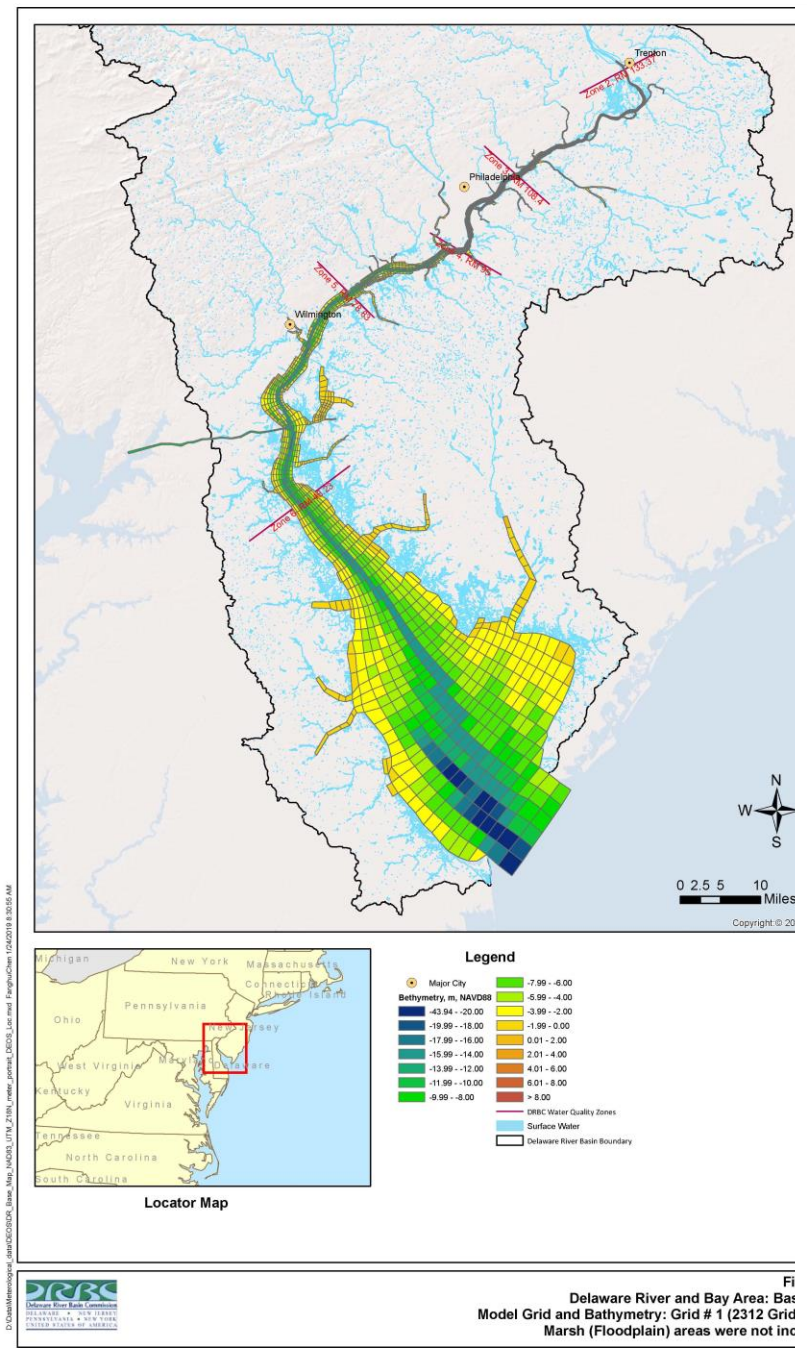 Trenton
Zone 2, RM 133.37
Philadelphia
RM 108.4
Zone 5,
Wilmington
Zone 6,
N
W
S
0 2.5 5 10
Miles
Copyright:© 20
Michigan
New York
Massachusetts
Connecticut
Rhode Island
Pennsylvania
Ohio
New Jersey
West Virginia
Delaware
Kentucky
Virginia
Tennessee
North Carolina
South Carolina
Locator Map
Legend
Major City
Bethymetry, m, NAVD88
-43.94 - -20.00
-19.99 - -18.00
-17.99 - -16.00
-15.99 - -14.00
-13.99 - -12.00
-11.99 - -10.00
-9.99 - -8.00
-7.99 - -6.00
-5.99 - -4.00
-3.99 - -2.00
-1.99 - 0.00
0.01 - 2.00
2.01 - 4.00
4.01 - 6.00
6.01 - 8.00
> 8.00
DRBC Water Quality Zones
Surface Water
Delaware River Basin Boundary
DRBC
Delaware River Basin Commission
DELAWARE • NEW JERSEY
PENNSYLVANIA • NEW YORK
UNITED STATES OF AMERICA
Fi
Delaware River and Bay Area: Bas
Model Grid and Bathymetry: Grid # 1 (2312 Grid
Marsh (Floodplain) areas were not inc